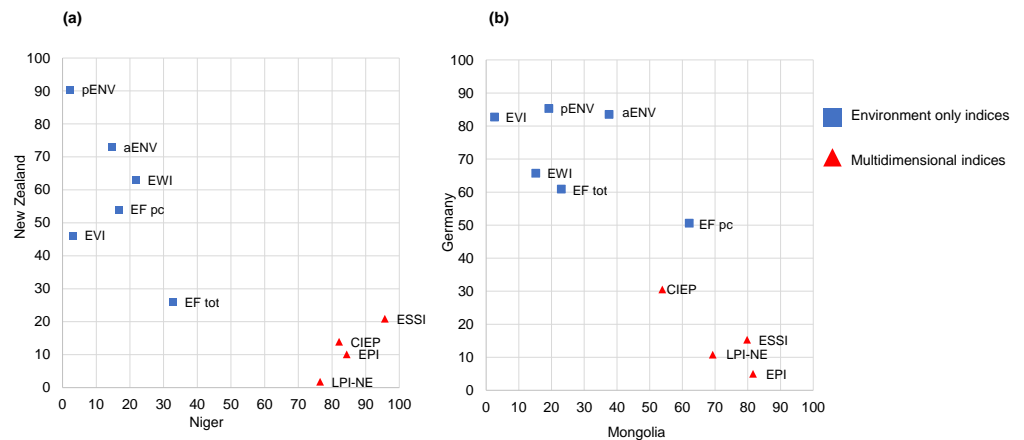 (a)
(b)
100
90
80
70
60
50
40
30
20
10
0
New Zealand
pENV
aENV
EWI
EF pc
EVI
EF tot
ESSI
CIEP
EPI
LPI-NE
0 10 20 30 40 50 60 70 80 90 100
Niger
100
90
80
70
60
50
40
30
20
10
0
Germany
EVI
pENV
aENV
EWI
EF tot
EF pc
CIEP
ESSI
LPI-NE
EPI
0 10 20 30 40 50 60 70 80 90 100
Mongolia
Environment only indices
Multidimensional indices